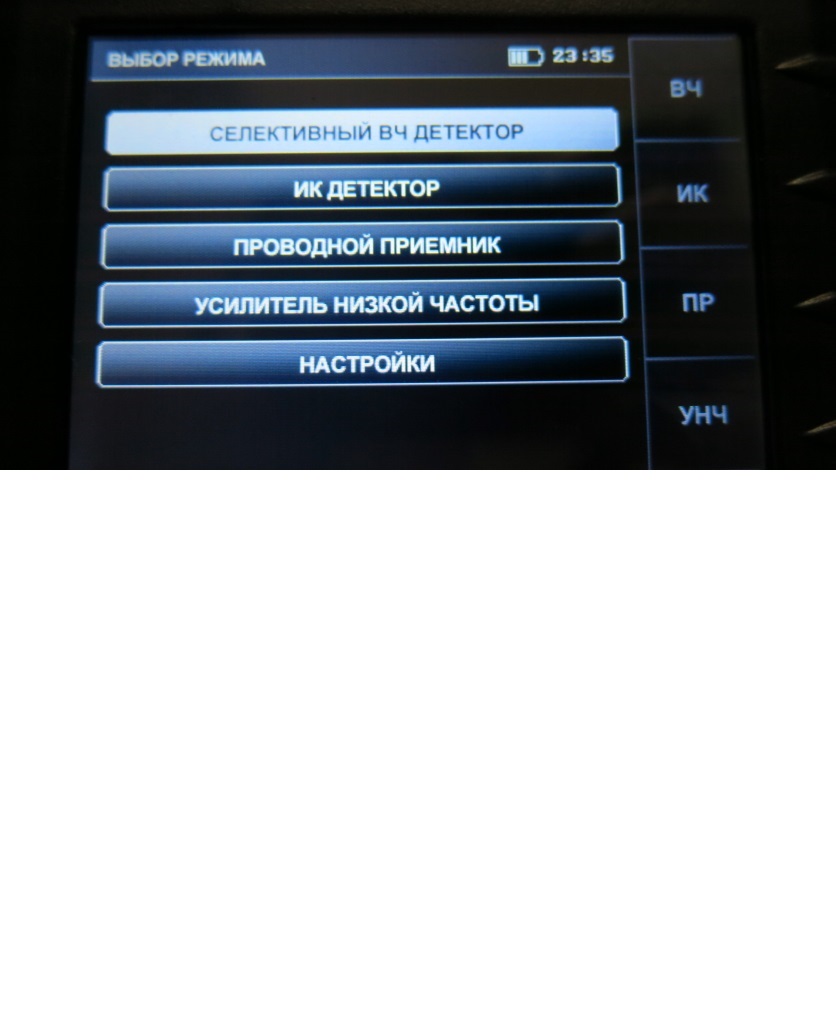 ВЫБОР РЕЖИМА
23:35
СЕЛЕКТИВНЫЙ ВЧ ДЕТЕКТОР
ИК ДЕТЕКТОР
ПРОВОДНОЙ ПРИЕМНИК
УСИЛИТЕЛЬ НИЗКОЙ ЧАСТОТЫ
НАСТРОЙКИ
ВЧ
ИК
ПР
УНЧ